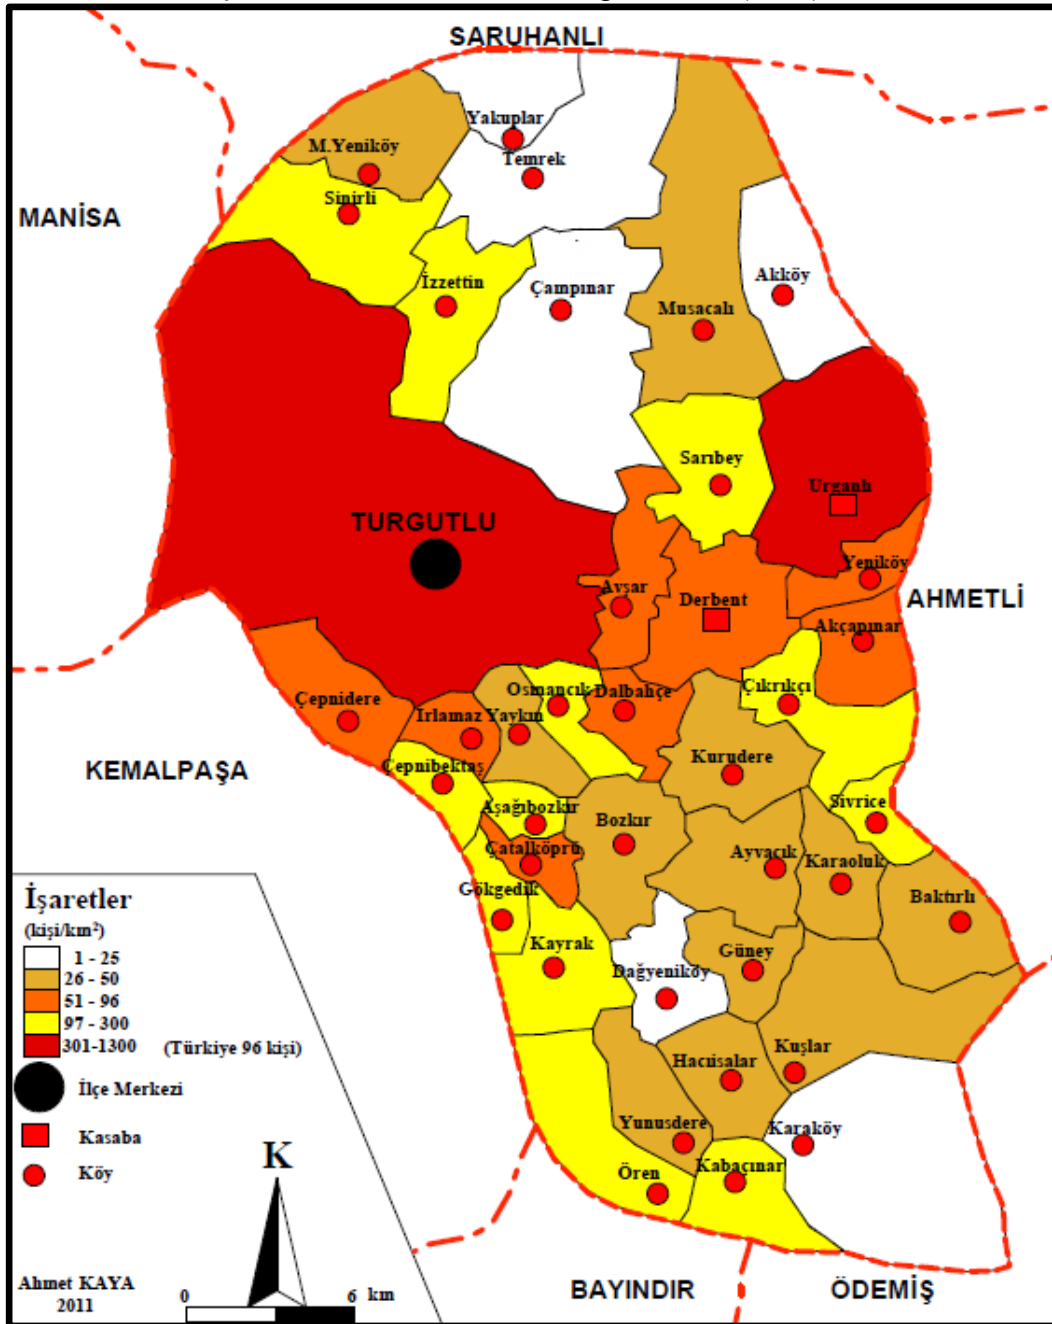 SARUHANLI
Yakuplar
M.Yeniköy
Temrek
Sinirli
MANİSA
Akköy
İzzettin
Çampınar
Musacalı
Sarıbey
Urganlı
TURGUTLU
Yeniköy
Avşar
Derbent
AHMETLİ
Akçapınar
Çıkrıkçı
Osmancık
Dalbahçe
Çepnidere
Irlamaz
Yaykın
Kurudere
KEMALPAŞA
Çepnibektaş
Sivrice
Aşağıbozkır
Bozkır
Çatalköprü
Ayvacık
Karaoluk
Gökgedik
Baktırlı
Kayrak
Güney
Dağyeniköy
Hacıisalar
Kuşlar
Yunusdere
Karaköy
Ören
Kabaçınar
İşaretler
(kişi/km²)
1 - 25
26 - 50
51 - 96
97 - 300
301-1300 (Türkiye 96 kişi)
İlçe Merkezi
Kasaba
Köy
K
Ahmet KAYA
2011
0 6 km
BAYINDIR
ÖDEMİŞ